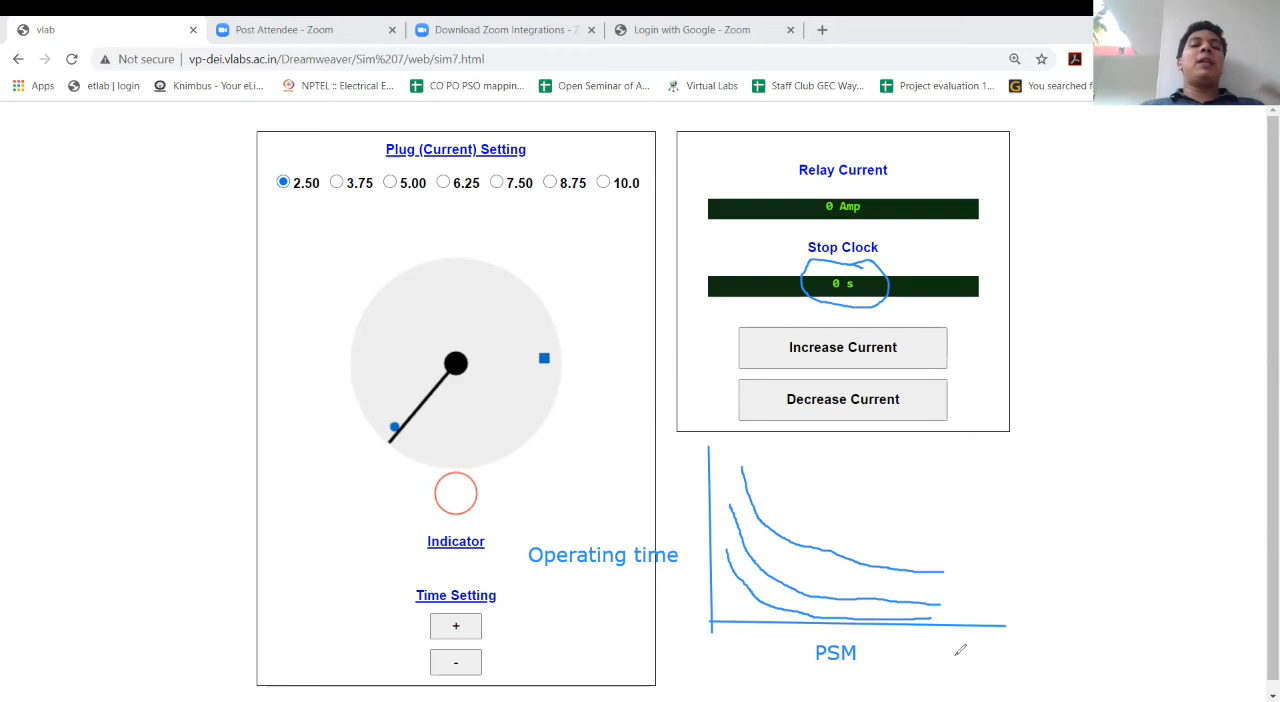 vlab
Post Attendee - Zoom
Download Zoom Integrations - Z
Login with Google - Zoom
Not secure
vp-dei.vlabs.ac.in/Dreamweaver/Sim%207/web/sim7.html
Apps
etlab | login
Knimbus - Your eLi...
NPTEL :: Electrical E...
CO PO PSO mappin...
Open Seminar of A...
Virtual Labs
Staff Club GEC Way...
Project evaluation 1...
You searched f
Plug (Current) Setting
2.50 3.75 5.00 6.25 7.50 8.75 10.0
Indicator
Time Setting
+
-
Relay Current
0 Amp
Stop Clock
0 s
Increase Current
Decrease Current
Operating time
PSM